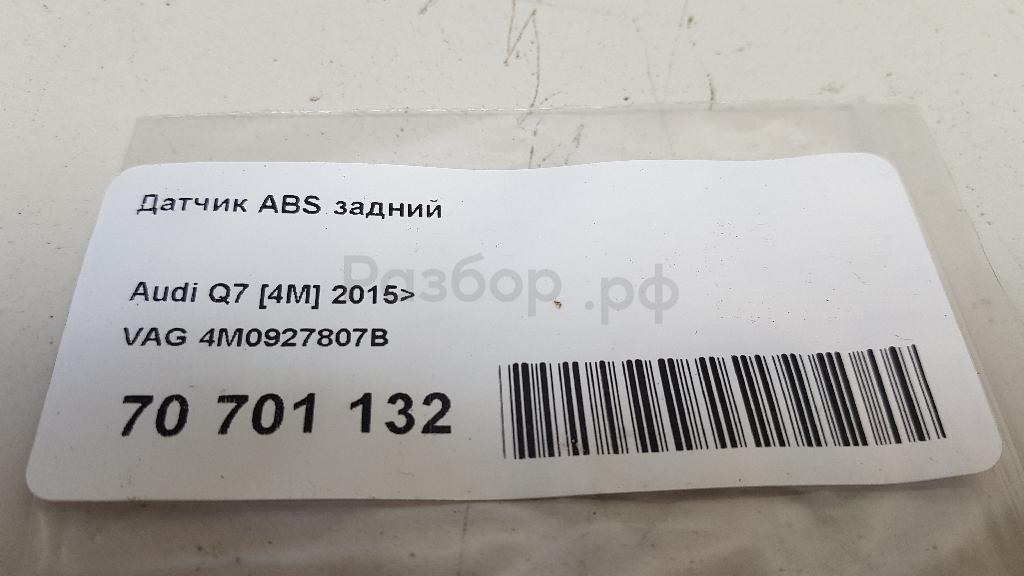 Датчик ABS задний
Разбор.рф
Audi Q7 [4M] 2015>
VAG 4M0927807B
70 701 132